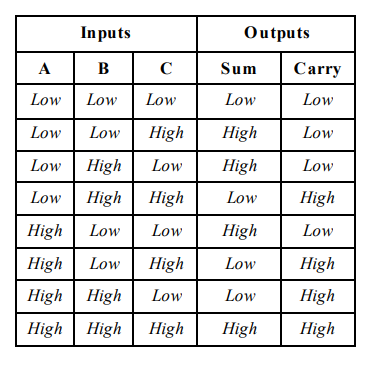 Inputs Outputs
A B C Sum Carry
Low Low Low Low Low
Low Low High High Low
Low High Low High Low
Low High High Low High
High Low Low High Low
High Low High Low High
High High Low Low High
High High High High High